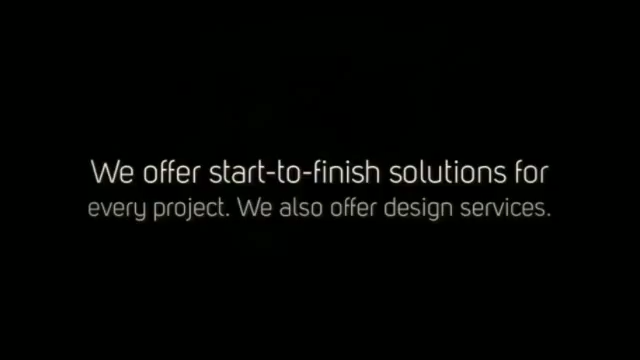 We offer start-to-finish solutions for
every project. We also offer design services.